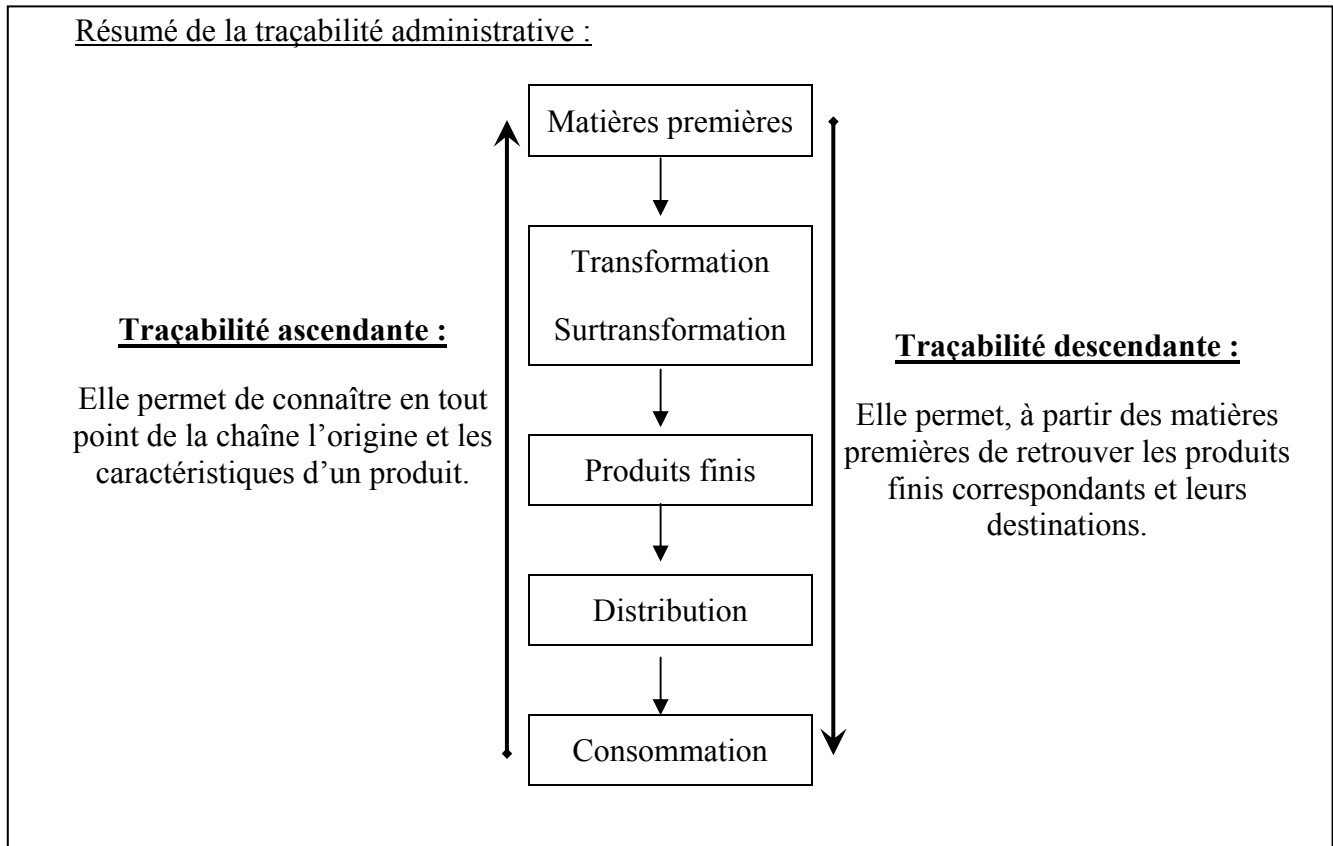 Résumé de la traçabilité administrative :
Matières premières
Transformation
Surtransformation
Traçabilité ascendante :
Elle permet de connaître en tout
point de la chaîne l’origine et les
caractéristiques d’un produit.
Traçabilité descendante :
Elle permet, à partir des matières
premières de retrouver les produits
finis correspondants et leurs
destinations.
Produits finis
Distribution
Consommation